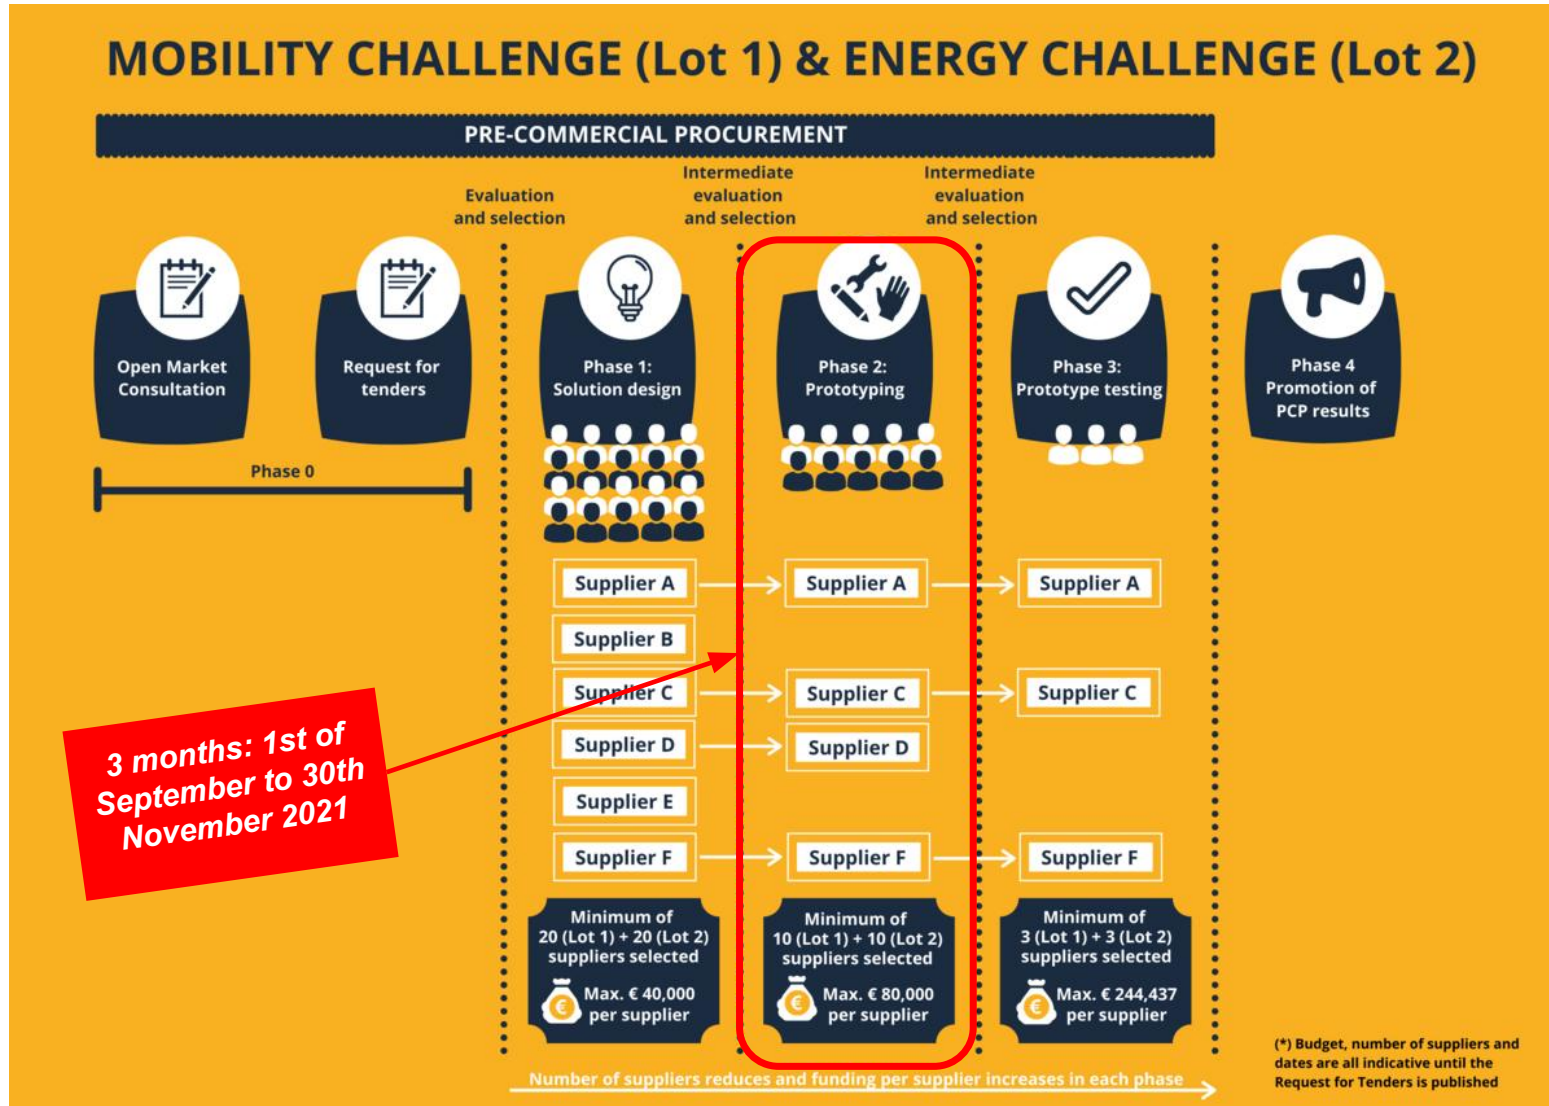 MOBILITY CHALLENGE (Lot 1) & ENERGY CHALLENGE (Lot 2)
PRE-COMMERCIAL PROCUREMENT
Evaluation
and selection
Intermediate
evaluation
and selection
Intermediate
evaluation
and selection
Open Market
Consultation
Request for
tenders
Phase 0
Phase 1:
Solution design
Phase 2:
Prototyping
Phase 3:
Prototype testing
Phase 4
Promotion of
PCP results
Supplier A
Supplier A
Supplier A
Supplier B
Supplier C
Supplier C
Supplier C
Supplier D
Supplier D
Supplier E
Supplier F
Supplier F
Supplier F
3 months: 1st of
September to 30th
November 2021
Minimum of
20 (Lot 1) + 20 (Lot 2)
suppliers selected
€
Max. € 40,000
per supplier
Minimum of
10 (Lot 1) + 10 (Lot 2)
suppliers selected
€
Max. € 80,000
per supplier
Minimum of
3 (Lot 1) + 3 (Lot 2)
suppliers selected
€
Max. € 244,437
per supplier
Number of suppliers reduces and funding per supplier increases in each phase
(*) Budget, number of suppliers and
dates are all indicative until the
Request for Tenders is published